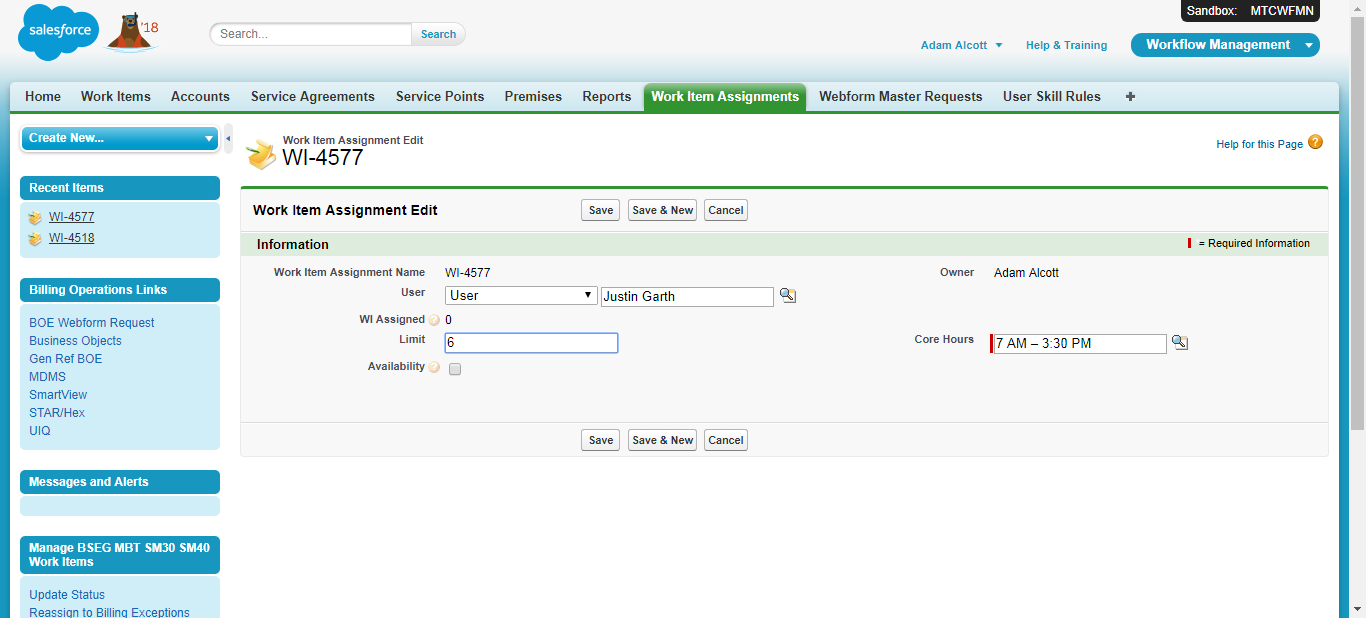 Sandbox: MTCWFMN
salesforce
'18
Search...
Search
Adam Alcott
Help & Training
Workflow Management
Home
Work Items
Accounts
Service Agreements
Service Points
Premises
Reports
Work Item Assignments
Webform Master Requests
User Skill Rules
+
Create New...
Recent Items
WI-4577
WI-4518
Billing Operations Links
BOE Webform Request
Business Objects
Gen Ref BOE
MDMS
SmartView
STAR/Hex
UIQ
Messages and Alerts
Manage BSEG MBT SM30 SM40
Work Items
Update Status
Reassign to Billing Exceptions
Work Item Assignment Edit
WI-4577
Help for this Page ?
Work Item Assignment Edit
Save
Save & New
Cancel
Information
= Required Information
Work Item Assignment Name WI-4577
Owner Adam Alcott
User User Justin Garth
WI Assigned ? 0
Limit 6
Core Hours 7 AM – 3:30 PM
Availability ?
Save
Save & New
Cancel